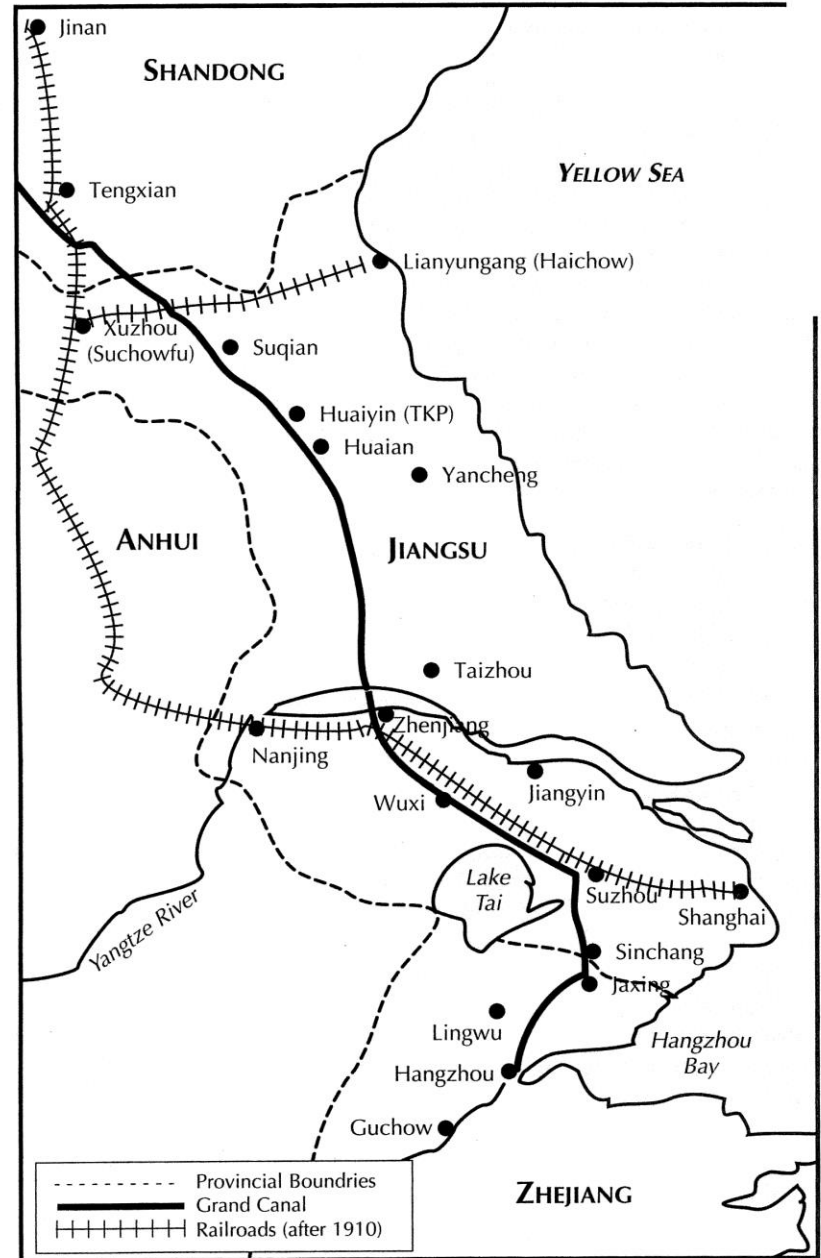 Jinan
SHANDONG
YELLOW SEA
Tengxian
Lianyungang (Haichow)
Xuzhou
(Suchowfu)
Suqian
Huaiyin (TKP)
Huaian
Yancheng
ANHUI
JIANGSU
Taizhou
Zhenjiang
Nanjing
Jiangyin
Wuxi
Lake
Tai
Suzhou
Shanghai
Yangtze River
Sinchang
Jaxing
Lingwu
Hangzhou
Bay
Hangzhou
Guchow
ZHEJIANG
Provincial Boundries
Grand Canal
Railroads (after 1910)